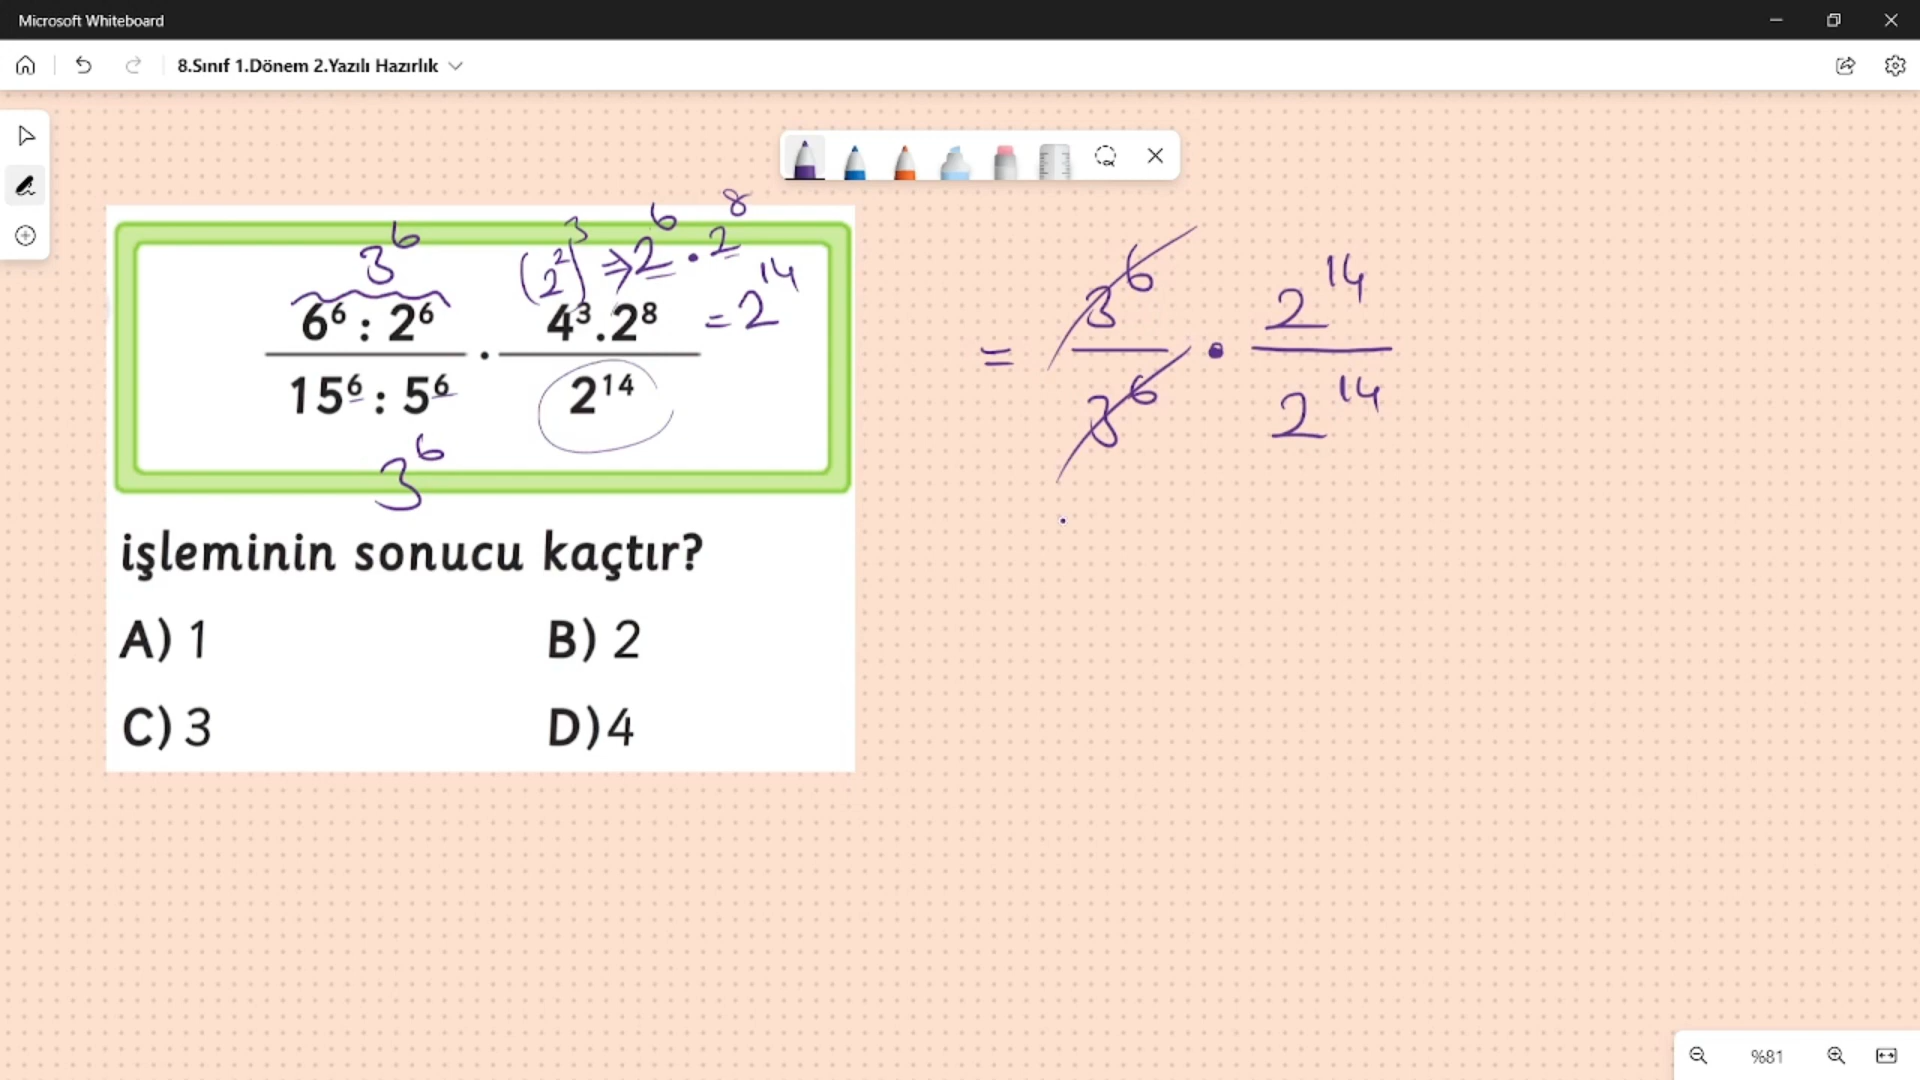 Microsoft Whiteboard
8.Sınıf 1.Dönem 2.Yazılı Hazırlık
3⁶ (2²)³ ⇒ 2⁶ · 2⁸
6⁶ : 2⁶ 4³.2⁸ = 2¹⁴
·
15⁶ : 5⁶ 2¹⁴
3⁶
= 3⁶ · 2¹⁴
3⁶ 2¹⁴
işleminin sonucu kaçtır?
A) 1 B) 2
C) 3 D) 4
%81